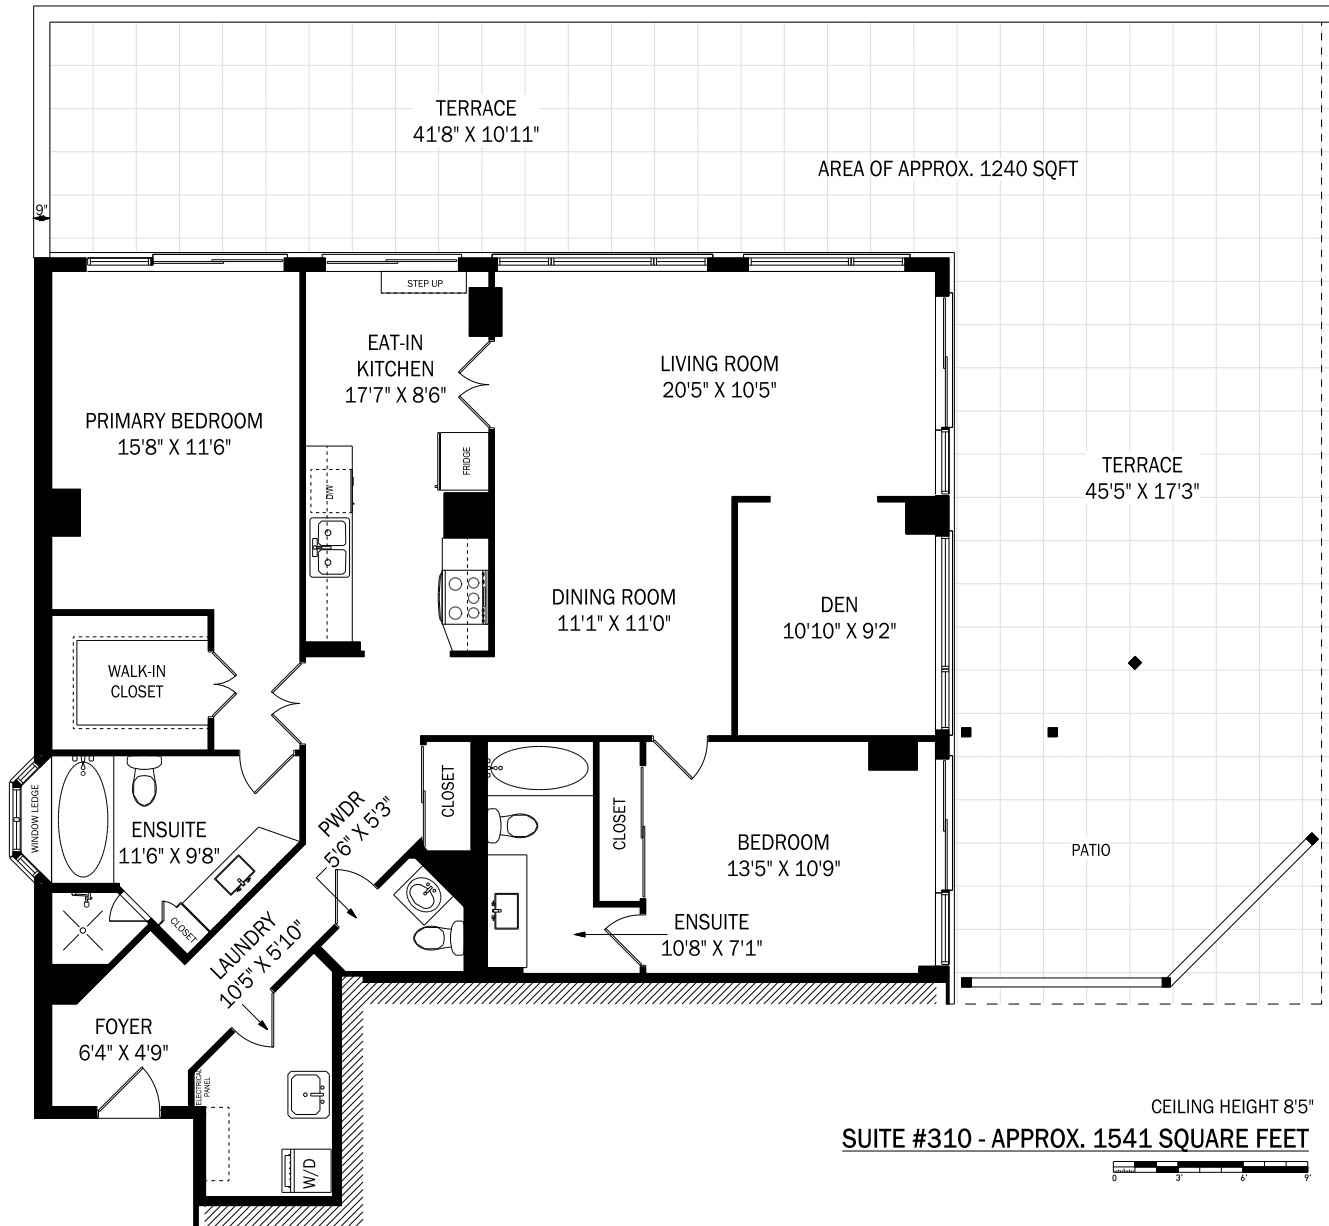 TERRACE
41'8" X 10'11"
AREA OF APPROX. 1240 SQFT
9"
STEP UP
EAT-IN
KITCHEN
17'7" X 8'6"
LIVING ROOM
20'5" X 10'5"
PRIMARY BEDROOM
15'8" X 11'6"
FRIDGE
D/W
TERRACE
45'5" X 17'3"
DINING ROOM
11'1" X 11'0"
DEN
10'10" X 9'2"
WALK-IN
CLOSET
WINDOW LEDGE
ENSUITE
11'6" X 9'8"
PWDR
5'6" X 5'3"
CLOSET
CLOSET
BEDROOM
13'5" X 10'9"
PATIO
CLOSET
ENSUITE
10'8" X 7'1"
LAUNDRY
10'5" X 5'10"
FOYER
6'4" X 4'9"
ELECTRICAL
PANEL
W/D
CEILING HEIGHT 8'5"
SUITE #310 - APPROX. 1541 SQUARE FEET
0 3' 6' 9'